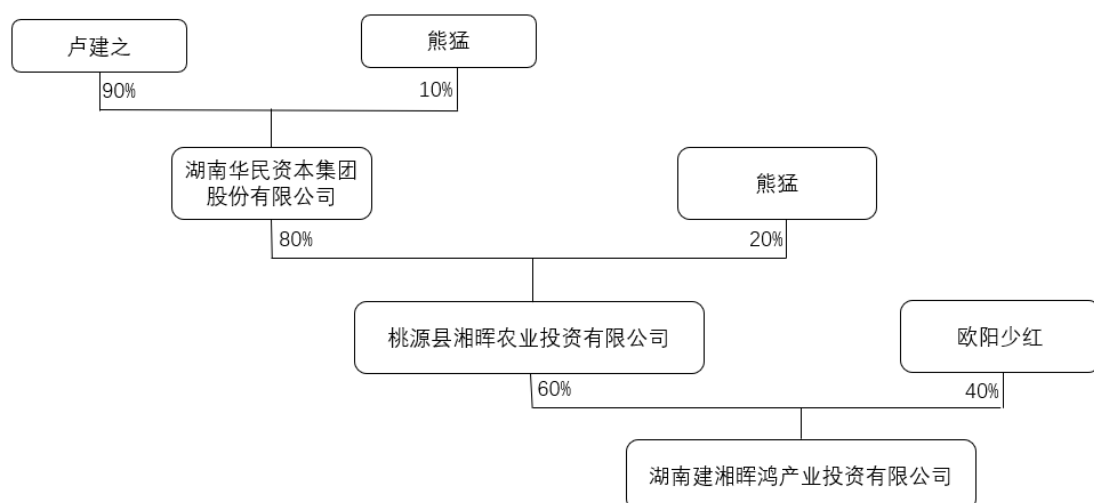 卢建之
熊猛
90%
10%
湖南华民资本集团
股份有限公司
熊猛
80%
20%
桃源县湘晖农业投资有限公司
欧阳少红
60%
40%
湖南建湘晖鸿产业投资有限公司